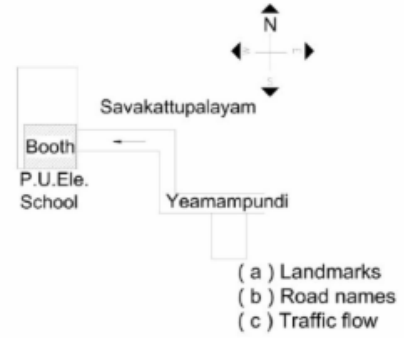 N
Savakattupalayam
Booth
P.U.Ele.
School
Yeamampundi
( a ) Landmarks
( b ) Road names
( c ) Traffic flow